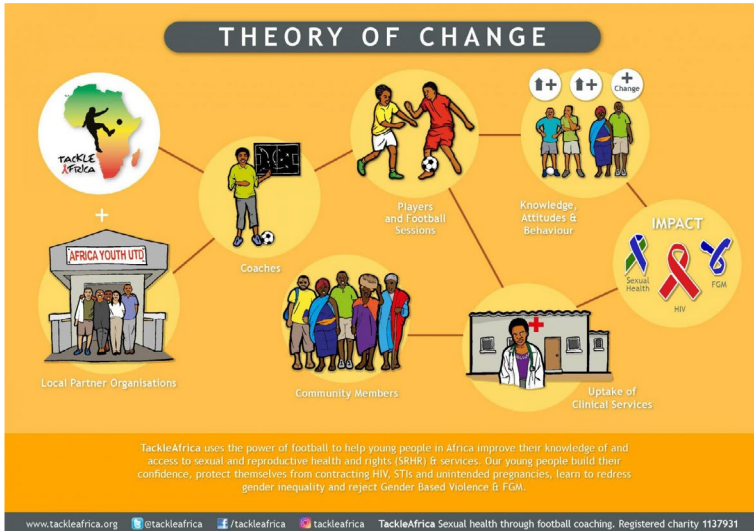 THEORY OF CHANGE
TACKLE
AFRICA
+
AFRICA YOUTH UTD
Local Partner Organisations
Coaches
Players
and Football
Sessions
+
+
+
Change
Knowledge,
Attitudes &
Behaviour
IMPACT
Sexual
Health
HIV
FGM
Community Members
Uptake of
Clinical Services
TackleAfrica uses the power of football to help young people in Africa improve their knowledge of and
access to sexual and reproductive health and rights (SRHR) & services. Our young people build their
confidence, protect themselves from contracting HIV, STIs and unintended pregnancies, learn to redress
gender inequality and reject Gender Based Violence & FGM.
www.tackleafrica.org @tackleafrica /tackleafrica tackleafrica TackleAfrica Sexual health through football coaching. Registered charity 1137931